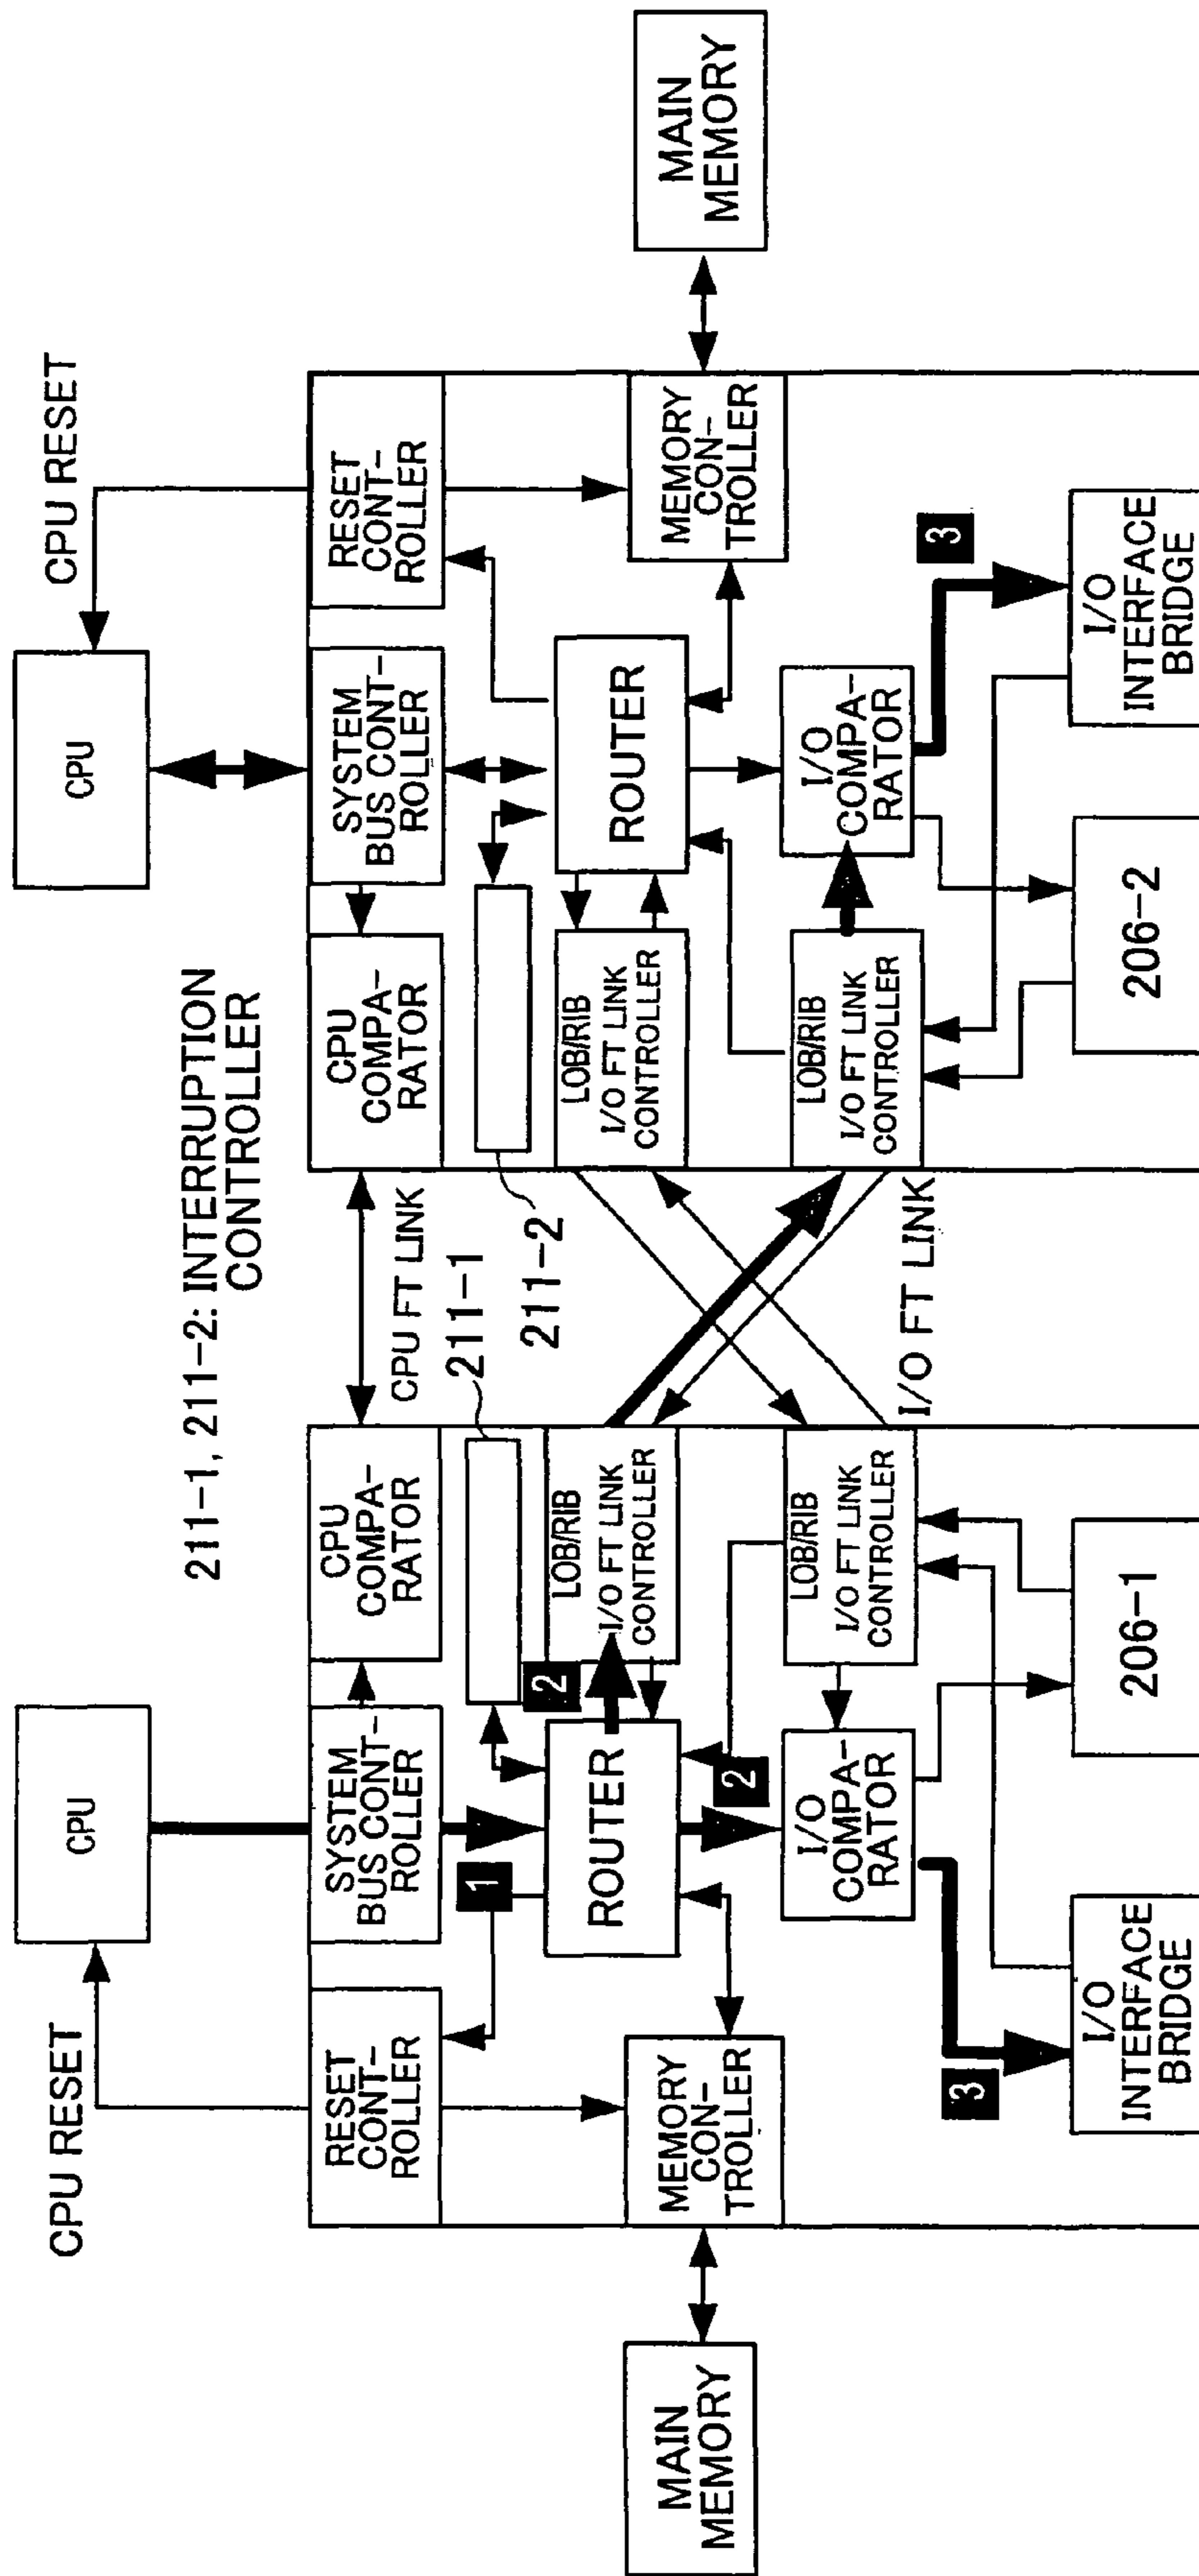 CPU RESET
CPU
211-1, 211-2: INTERRUPTION
CONTROLLER
CPU
CPU RESET
RESET
CONT-
ROLLER
SYSTEM
BUS CONT-
ROLLER
CPU
COMPA-
RATOR
CPU FT LINK
CPU
COMPA-
RATOR
SYSTEM
BUS CONT-
ROLLER
RESET
CONT-
ROLLER
1
211-1
211-2
2
MAIN
MEMORY
MEMORY
CON-
TROLLER
ROUTER
LOB/RIB
I/O FT LINK
CONTROLLER
LOB/RIB
I/O FT LINK
CONTROLLER
ROUTER
MEMORY
CON-
TROLLER
MAIN
MEMORY
2
I/O
COMPA-
RATOR
LOB/RIB
I/O FT LINK
CONTROLLER
I/O FT LINK
LOB/RIB
I/O FT LINK
CONTROLLER
I/O
COMPA-
RATOR
3
3
I/O
INTERFACE
BRIDGE
206-1
206-2
I/O
INTERFACE
BRIDGE